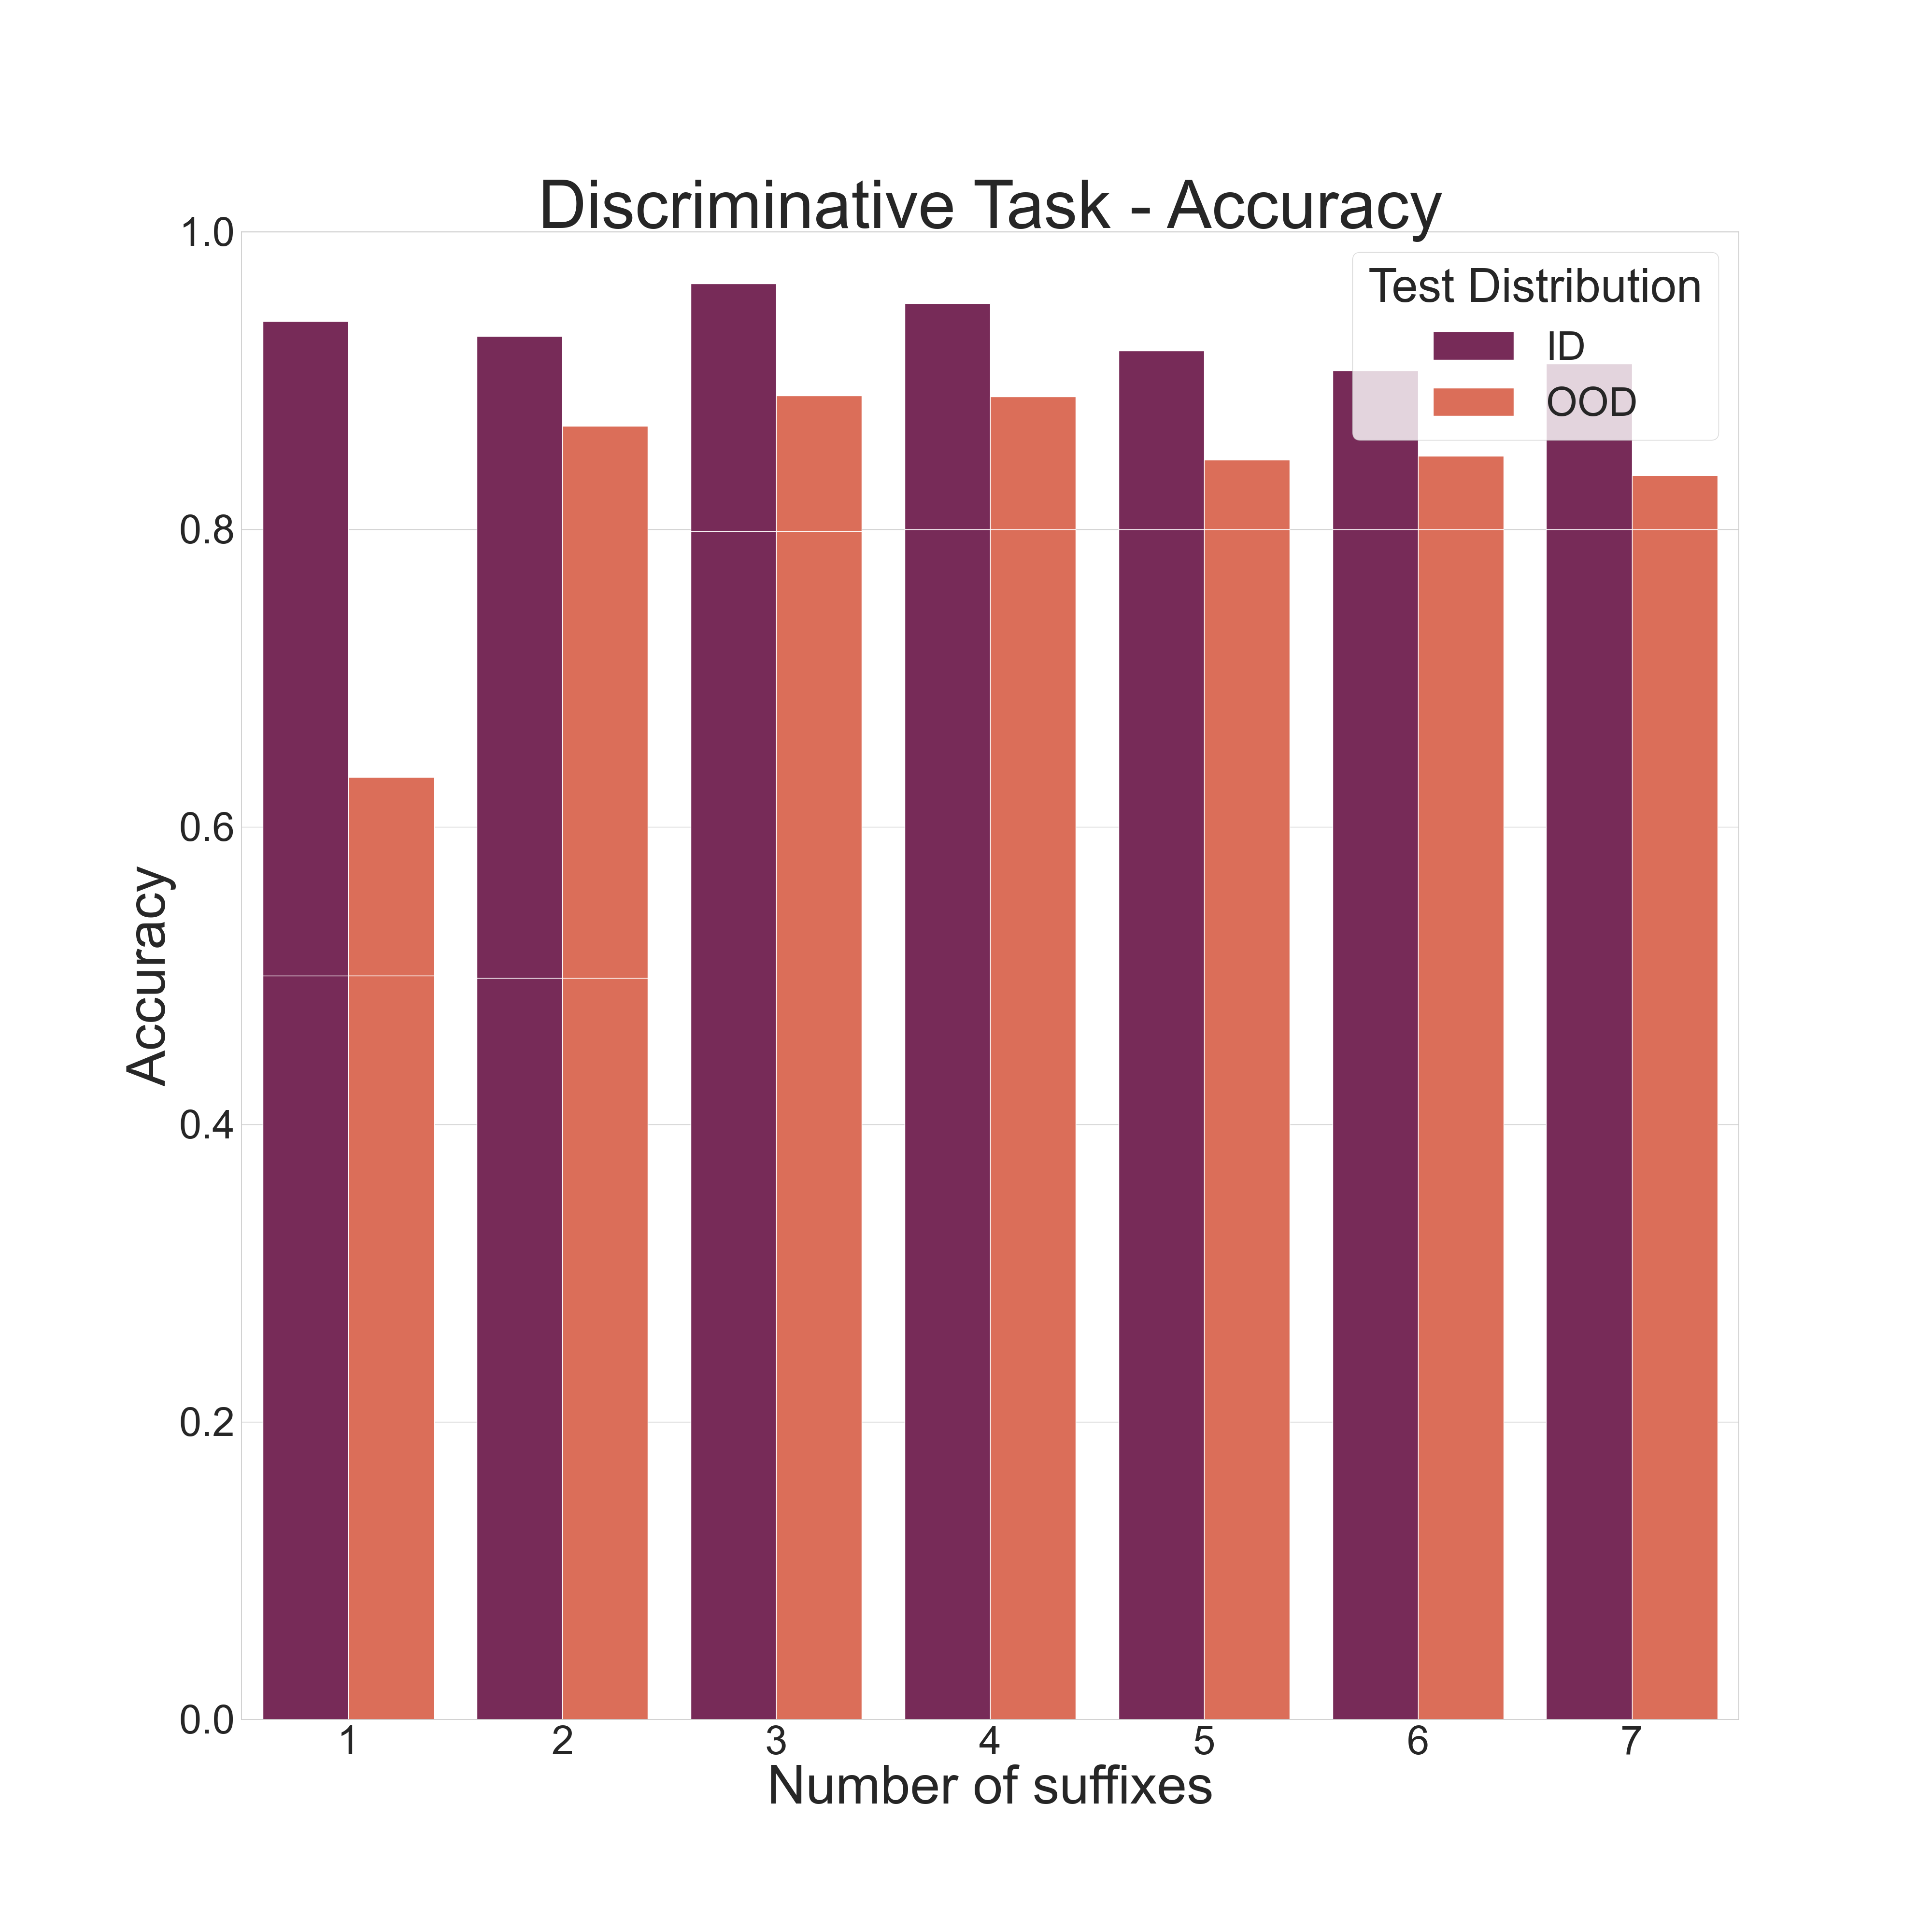 Discriminative Task - Accuracy
1.0
0.8
0.6
0.4
0.2
0.0
Accuracy
Test Distribution
ID
OOD
1 2 3 4 5 6 7
Number of suffixes